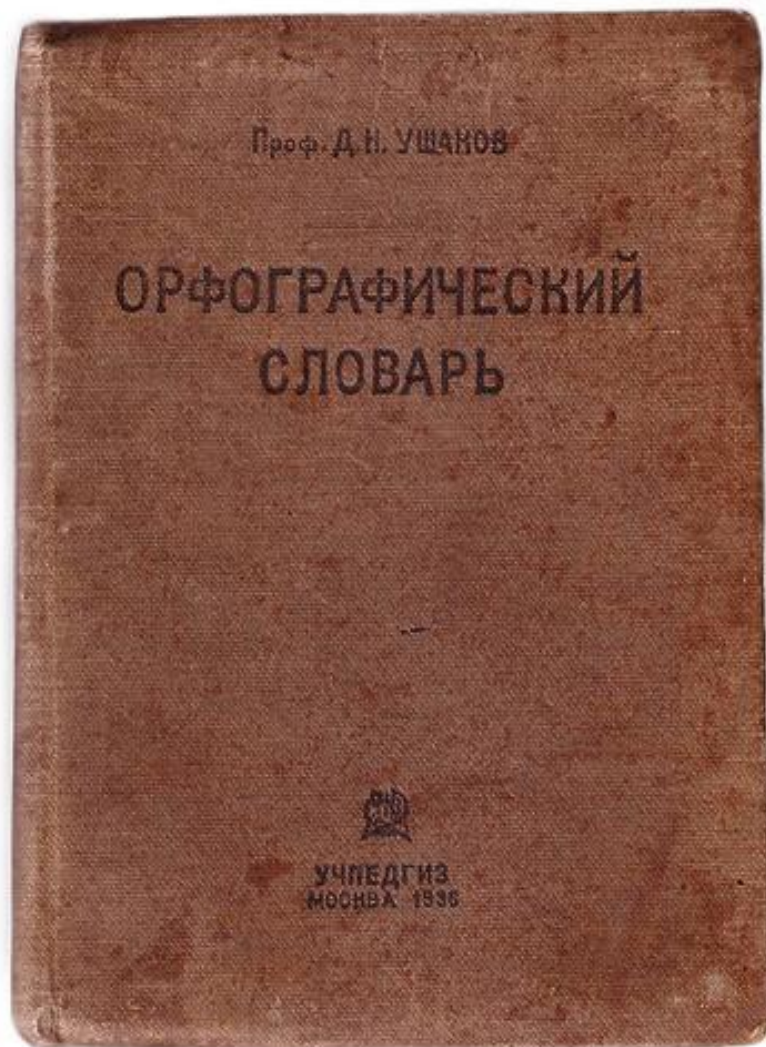 Проф. Д. Н. УШАКОВ
ОРФОГРАФИЧЕСКИЙ
СЛОВАРЬ
УЧПЕДГИЗ
МОСКВА 1936